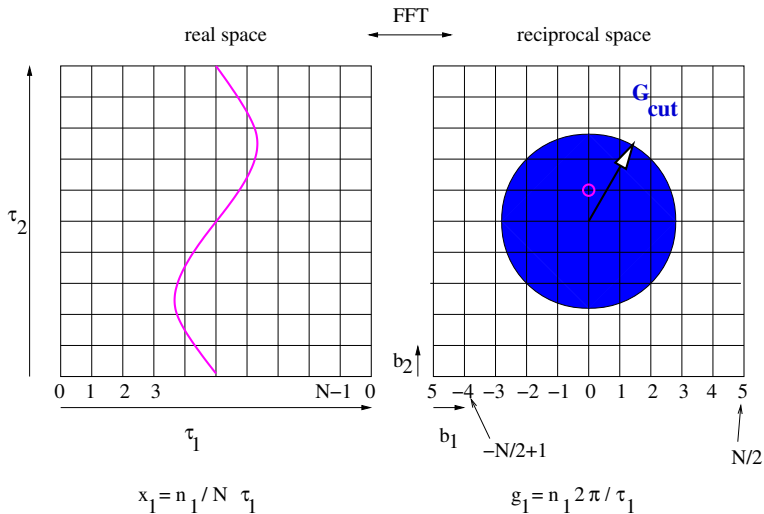 FFT
real space
reciprocal space
G cut
τ2
b2
0 1 2 3 N−1 0
5 −4 −3 −2 −1 0 1 2 3 4 5
τ1
b1
−N/2+1
N/2
x1 = n1 / N τ1
g1 = n1 2 π / τ1